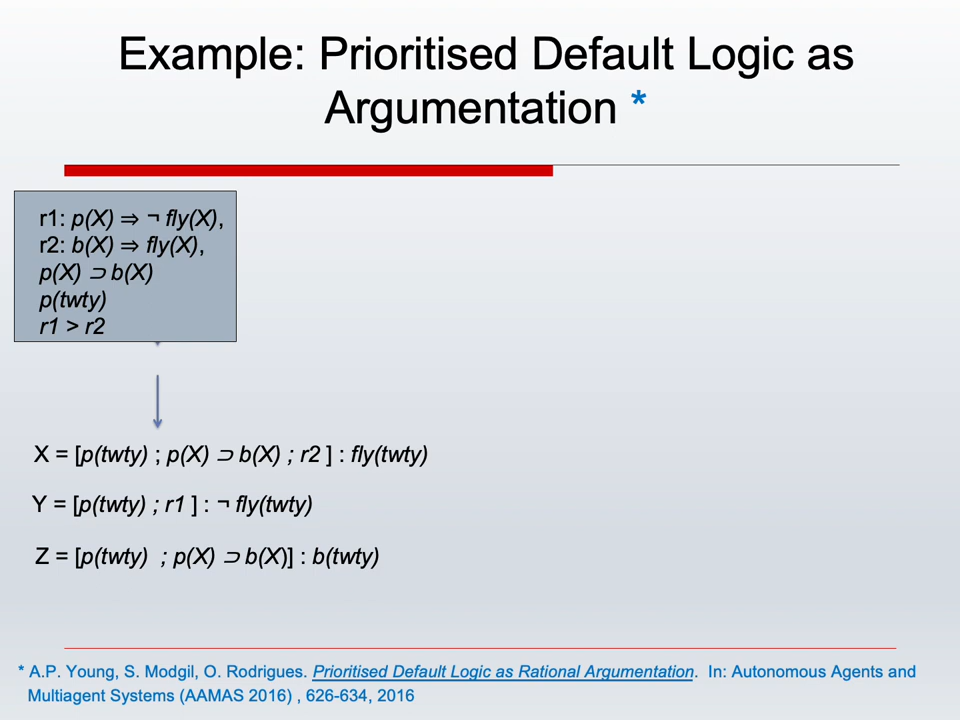 Example: Prioritised Default Logic as
Argumentation *
r1: p(X) ⇒ ¬ fly(X),
r2: b(X) ⇒ fly(X),
p(X) ⊃ b(X)
p(twty)
r1 > r2
X = [p(twty) ; p(X) ⊃ b(X) ; r2 ] : fly(twty)
Y = [p(twty) ; r1 ] : ¬ fly(twty)
Z = [p(twty) ; p(X) ⊃ b(X)] : b(twty)
* A.P. Young, S. Modgil, O. Rodrigues. Prioritised Default Logic as Rational Argumentation. In: Autonomous Agents and
Multiagent Systems (AAMAS 2016) , 626-634, 2016